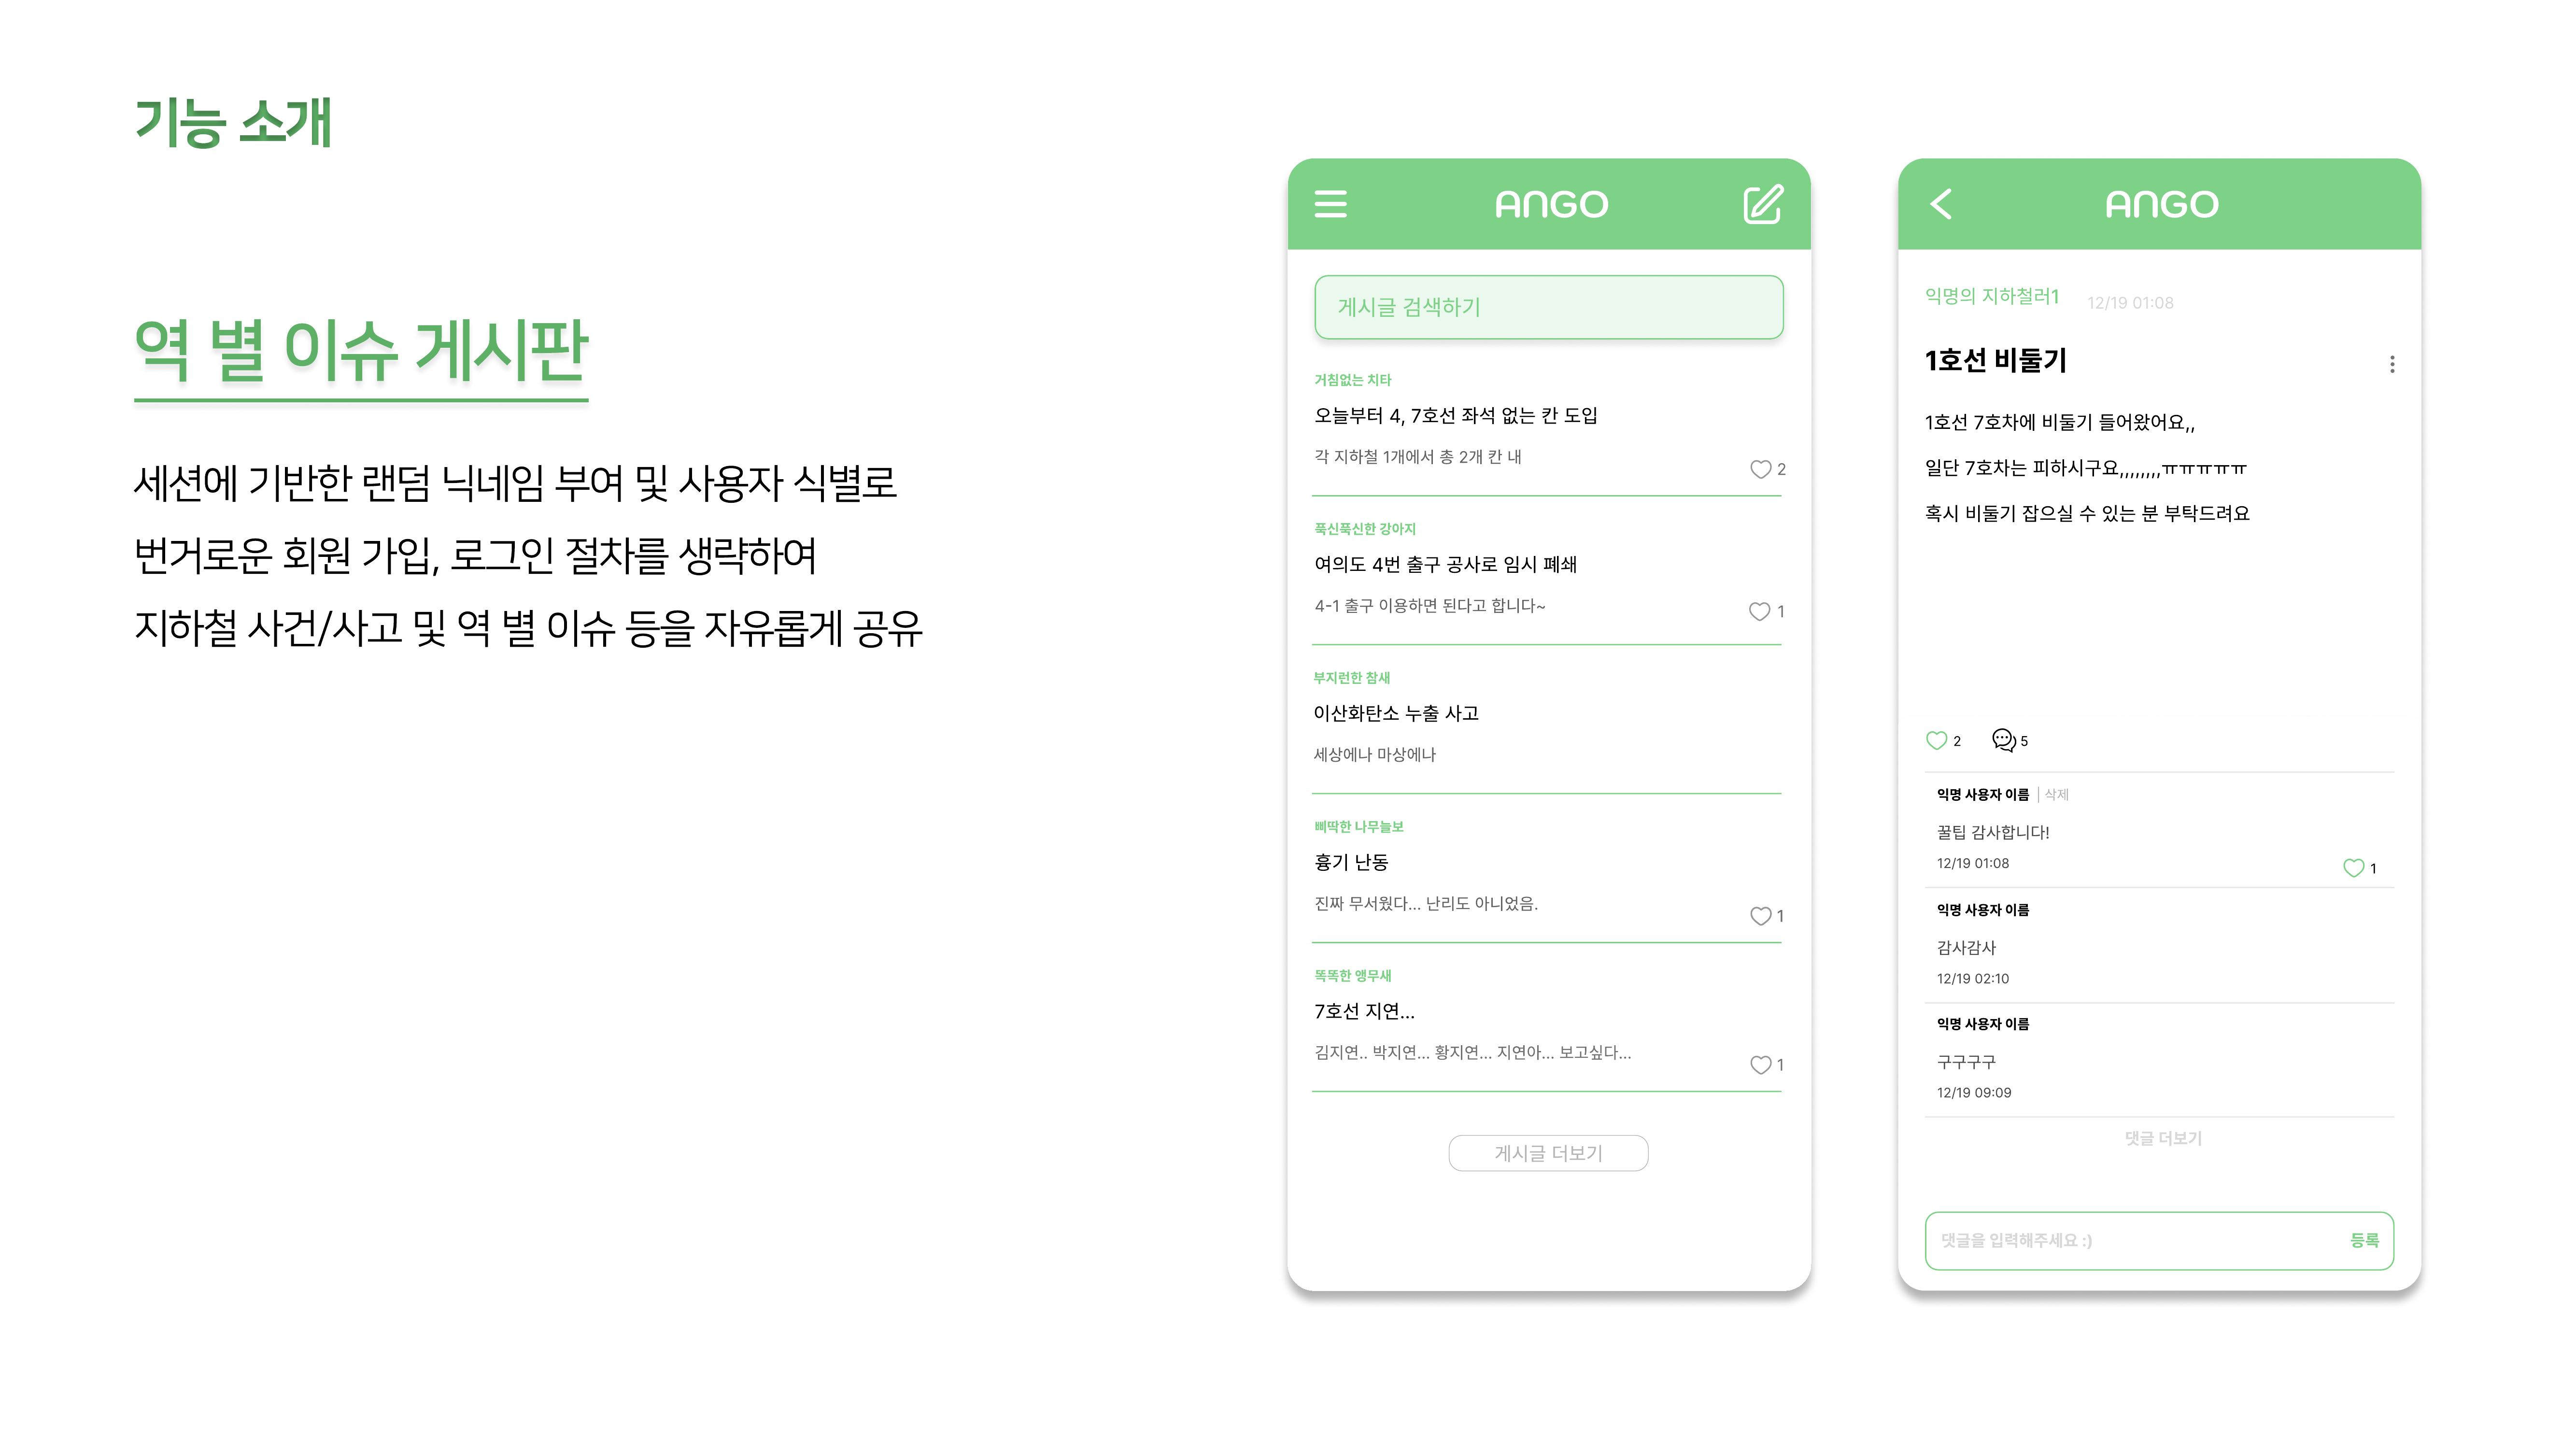 기능 소개
역 별 이슈 게시판
세션에 기반한 랜덤 닉네임 부여 및 사용자 식별로
번거로운 회원 가입, 로그인 절차를 생략하여
지하철 사건/사고 및 역 별 이슈 등을 자유롭게 공유
ANGO
게시글 검색하기
거침없는 치타
오늘부터 4, 7호선 좌석 없는 칸 도입
각 지하철 1개에서 총 2개 칸 내
2
푹신푹신한 강아지
여의도 4번 출구 공사로 임시 폐쇄
4-1 출구 이용하면 된다고 합니다~
1
부지런한 참새
이산화탄소 누출 사고
세상에나 마상에나
삐딱한 나무늘보
흉기 난동
진짜 무서웠다... 난리도 아니었음.
1
똑똑한 앵무새
7호선 지연...
김지연.. 박지연... 황지연... 지연아... 보고싶다...
1
게시글 더보기
ANGO
익명의 지하철러1 12/19 01:08
1호선 비둘기
1호선 7호차에 비둘기 들어왔어요,,
일단 7호차는 피하시구요,,,,,,,,ㅠㅠㅠㅠㅠ
혹시 비둘기 잡으실 수 있는 분 부탁드려요
2 5
익명 사용자 이름 | 삭제
꿀팁 감사합니다!
12/19 01:08
1
익명 사용자 이름
감사감사
12/19 02:10
익명 사용자 이름
구구구구
12/19 09:09
댓글 더보기
댓글을 입력해주세요 :) 등록